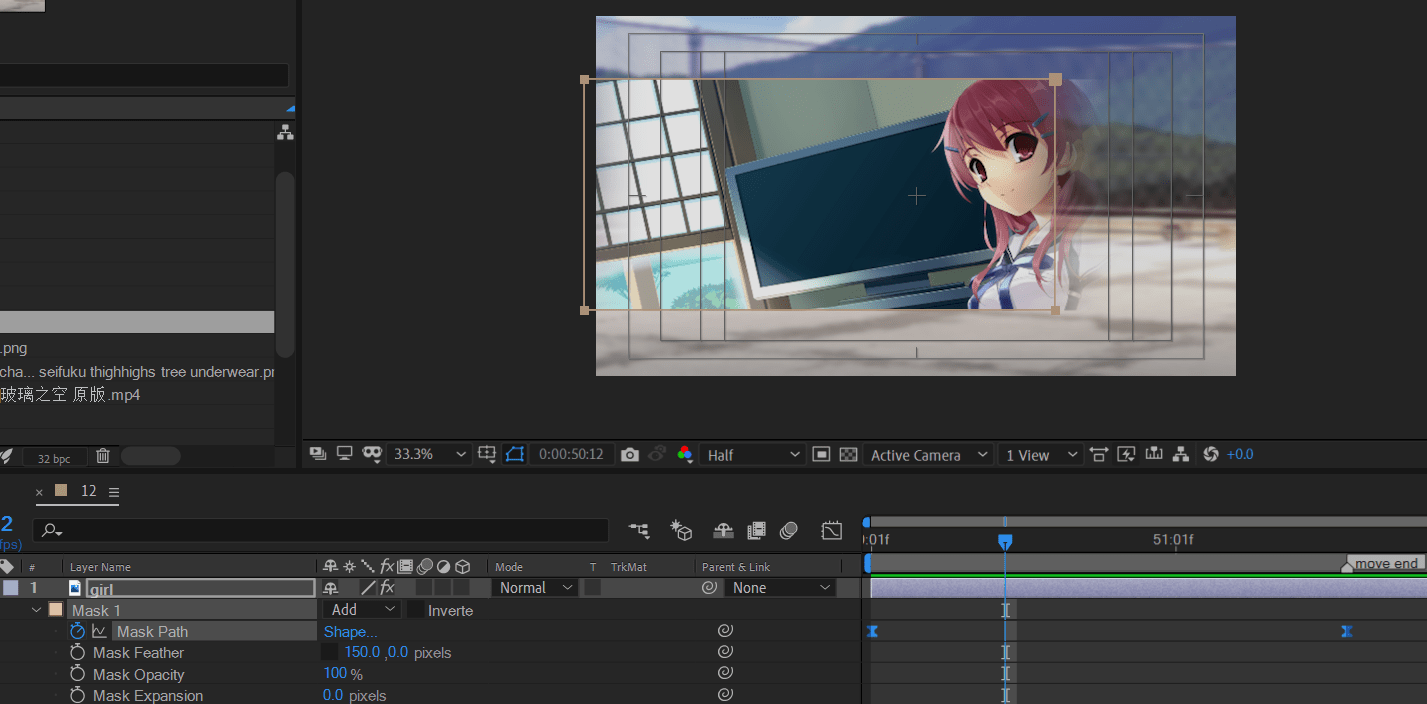 .png
cha... seifuku thighhighs tree underwear.pr
玻璃之空 原版.mp4
32 bpc
33.3%
0:00:50:12
Half
Active Camera
1 View
+0.0
× 12
2
fps)
:01f
51:01f
# Layer Name
Mode
T TrkMat
Parent & Link
move end
1 girl
Normal
None
Mask 1
Add
Inverte
Mask Path
Shape...
Mask Feather
150.0 ,0.0 pixels
Mask Opacity
100 %
Mask Expansion
0.0 pixels